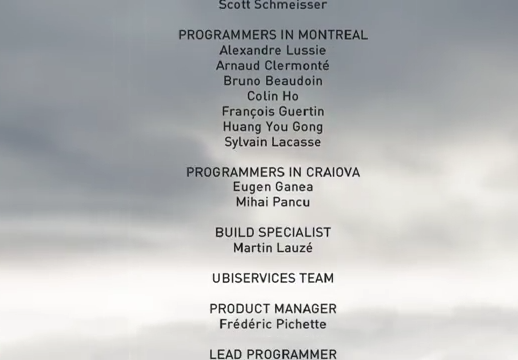 Scott Schmeisser
PROGRAMMERS IN MONTREAL
Alexandre Lussie
Arnaud Clermonté
Bruno Beaudoin
Colin Ho
François Guertin
Huang You Gong
Sylvain Lacasse
PROGRAMMERS IN CRAIOVA
Eugen Ganea
Mihai Pancu
BUILD SPECIALIST
Martin Lauzé
UBISERVICES TEAM
PRODUCT MANAGER
Frédéric Pichette
LEAD PROGRAMMER